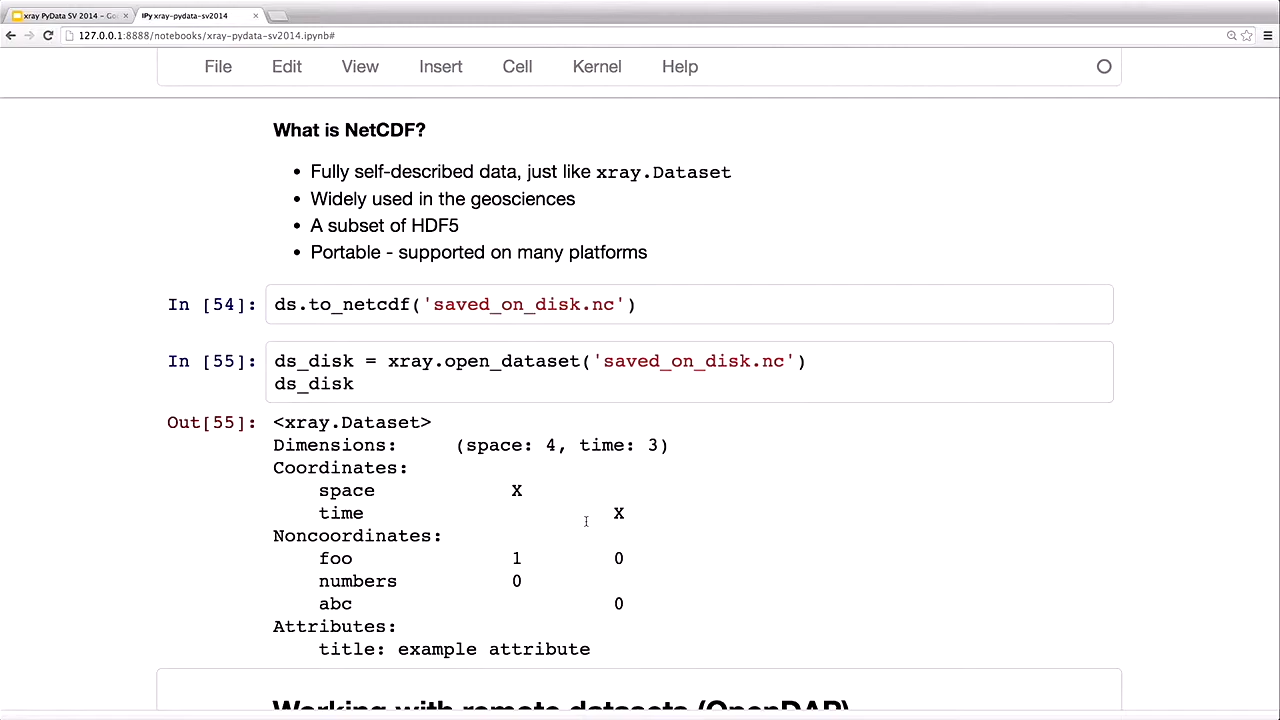 xray PyData SV 2014 - Go
IPy xray-pydata-sv2014
127.0.0.1:8888/notebooks/xray-pydata-sv2014.ipynb#
File Edit View Insert Cell Kernel Help
What is NetCDF?
• Fully self-described data, just like xray.Dataset
• Widely used in the geosciences
• A subset of HDF5
• Portable - supported on many platforms
In [54]: ds.to_netcdf('saved_on_disk.nc')
In [55]: ds_disk = xray.open_dataset('saved_on_disk.nc')
ds_disk
Out[55]: <xray.Dataset>
Dimensions: (space: 4, time: 3)
Coordinates:
space X
time X
Noncoordinates:
foo 1 0
numbers 0
abc 0
Attributes:
title: example attribute
Working with remote datasets (OpenDAP)